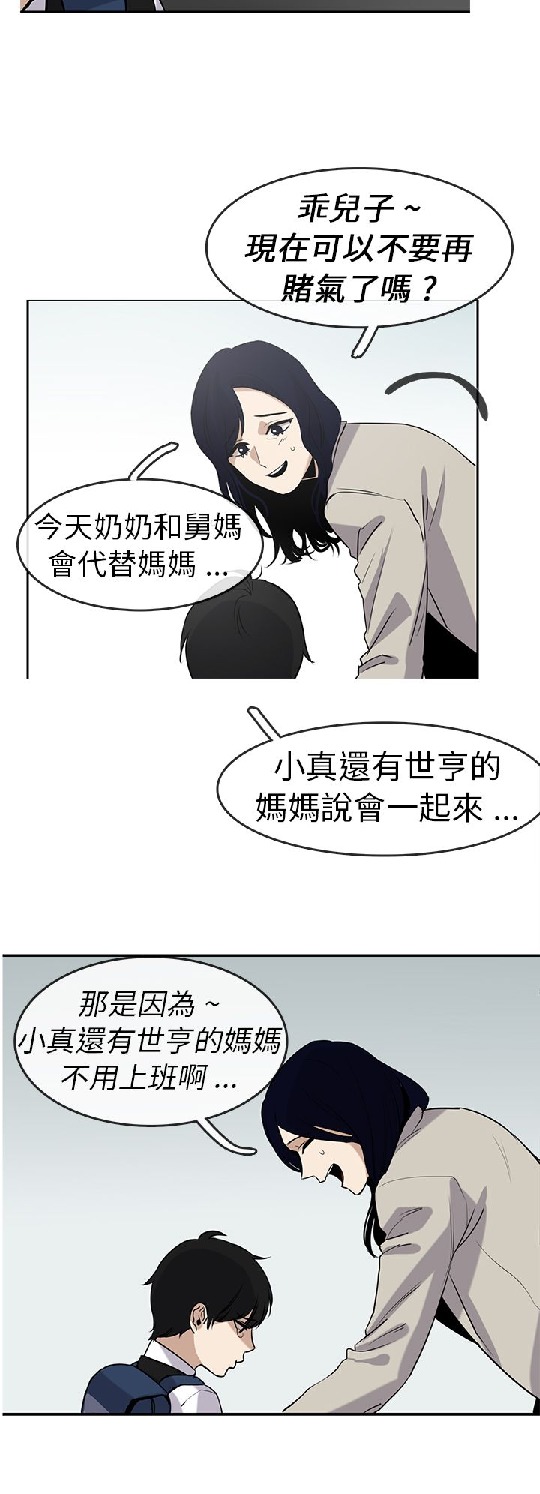 乖兒子～
現在可以不要再
賭氣了嗎？
今天奶奶和舅媽
會代替媽媽...
小真還有世亨的
媽媽說會一起來...
那是因為～
小真還有世亨的媽媽
不用上班啊...